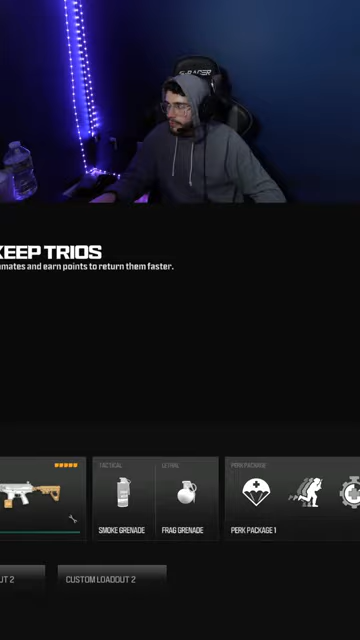 KEEP TRIOS
mates and earn points to return them faster.
TACTICAL
LETHAL
PERK PACKAGE
SMOKE GRENADE
FRAG GRENADE
PERK PACKAGE 1
UT 2
CUSTOM LOADOUT 2